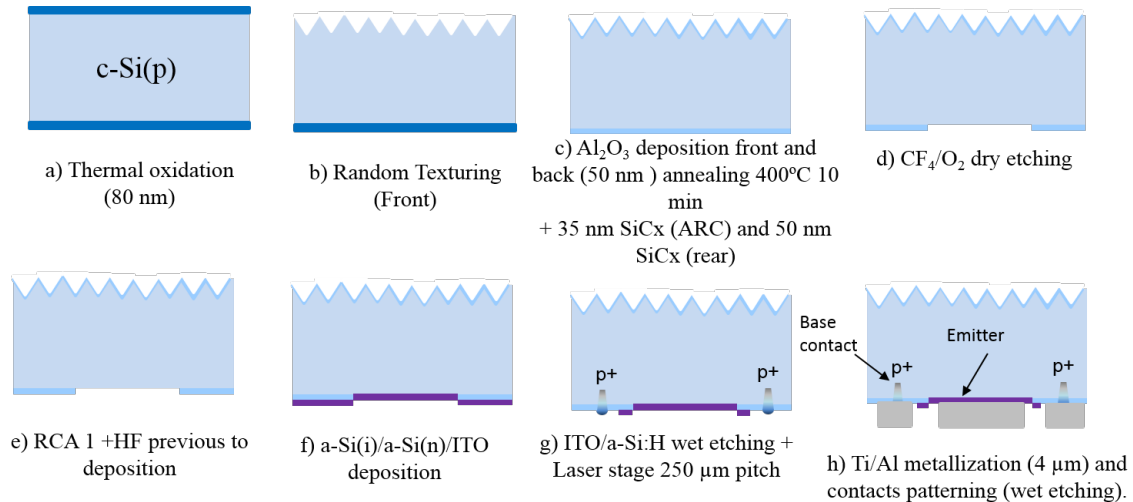 c-Si(p)
a) Thermal oxidation
(80 nm)
b) Random Texturing
(Front)
c) Al₂O₃ deposition front and
back (50 nm ) annealing 400ºC 10
min
+ 35 nm SiCx (ARC) and 50 nm
SiCx (rear)
d) CF₄/O₂ dry etching
e) RCA 1 +HF previous to
deposition
f) a-Si(i)/a-Si(n)/ITO
deposition
p+
p+
g) ITO/a-Si:H wet etching +
Laser stage 250 µm pitch
Base
contact
Emitter
p+
p+
h) Ti/Al metallization (4 µm) and
contacts patterning (wet etching).